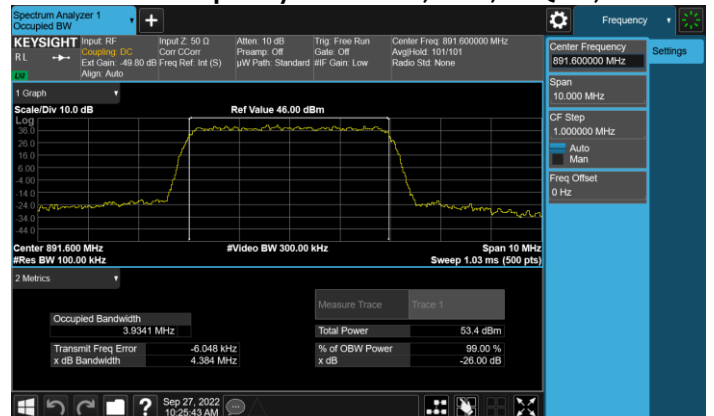 Spectrum Analyzer 1
Occupied BW
+
Frequency
KEYSIGHT Input: RF Input Z: 50 Ω Atten: 10 dB Trig: Free Run Center Freq: 891.600000 MHz
R L Coupling: DC Corr CCorr Preamp: Off Gate: Off Avg|Hold: 101/101
Ext Gain: -49.80 dB Freq Ref: Int (S) µW Path: Standard #IF Gain: Low Radio Std: None
LXI Align: Auto
Center Frequency
891.600000 MHz
Settings
Span
10.000 MHz
CF Step
1.000000 MHz
Auto
Man
Freq Offset
0 Hz
1 Graph
Scale/Div 10.0 dB Ref Value 46.00 dBm
Log
36.0
26.0
16.0
6.00
-4.00
-14.0
-24.0
-34.0
-44.0
Center 891.600 MHz #Video BW 300.00 kHz Span 10 MHz
#Res BW 100.00 kHz Sweep 1.03 ms (500 pts)
2 Metrics
Measure Trace Trace 1
Occupied Bandwidth
3.9341 MHz
Total Power 53.4 dBm
Transmit Freq Error -6.048 kHz % of OBW Power 99.00 %
x dB Bandwidth 4.384 MHz x dB -26.00 dB
?
Sep 27, 2022
10:25:43 AM